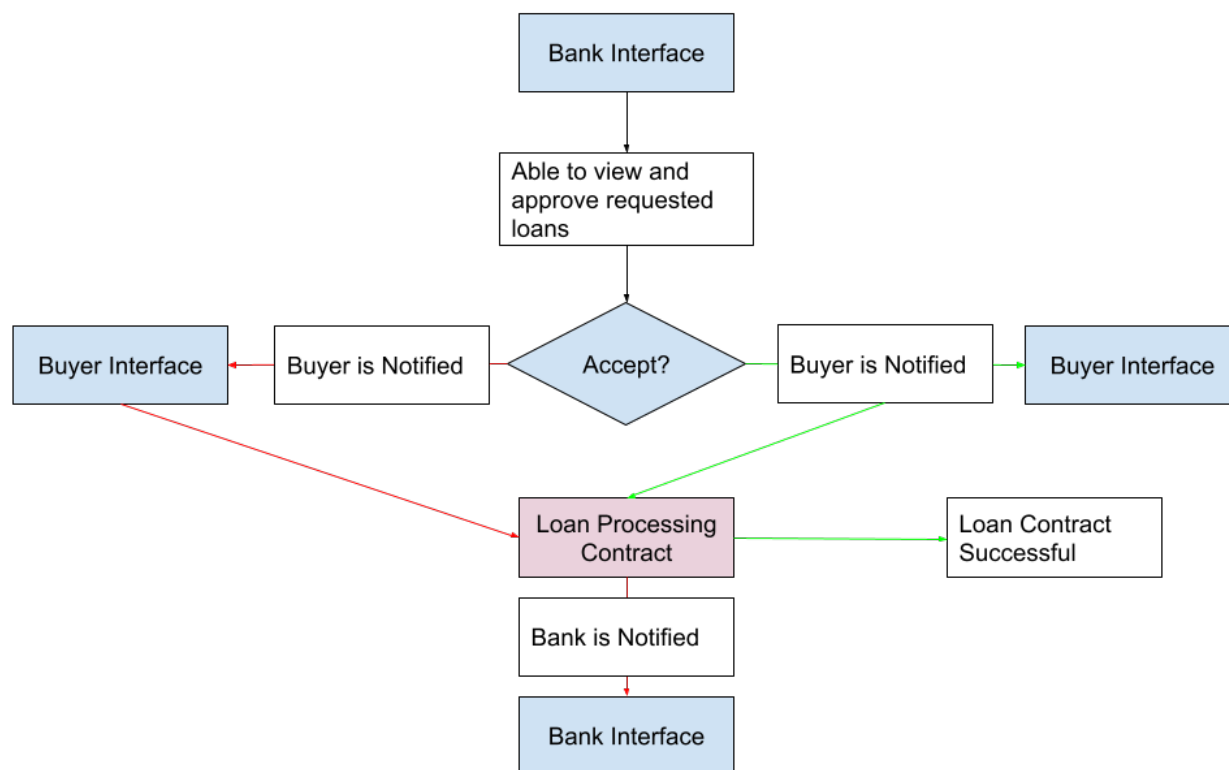 Bank Interface
Able to view and
approve requested
loans
Buyer Interface
Buyer is Notified
Accept?
Buyer is Notified
Buyer Interface
Loan Processing
Contract
Loan Contract
Successful
Bank is Notified
Bank Interface